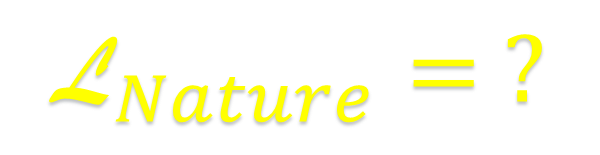 ℒ_Nature = ?